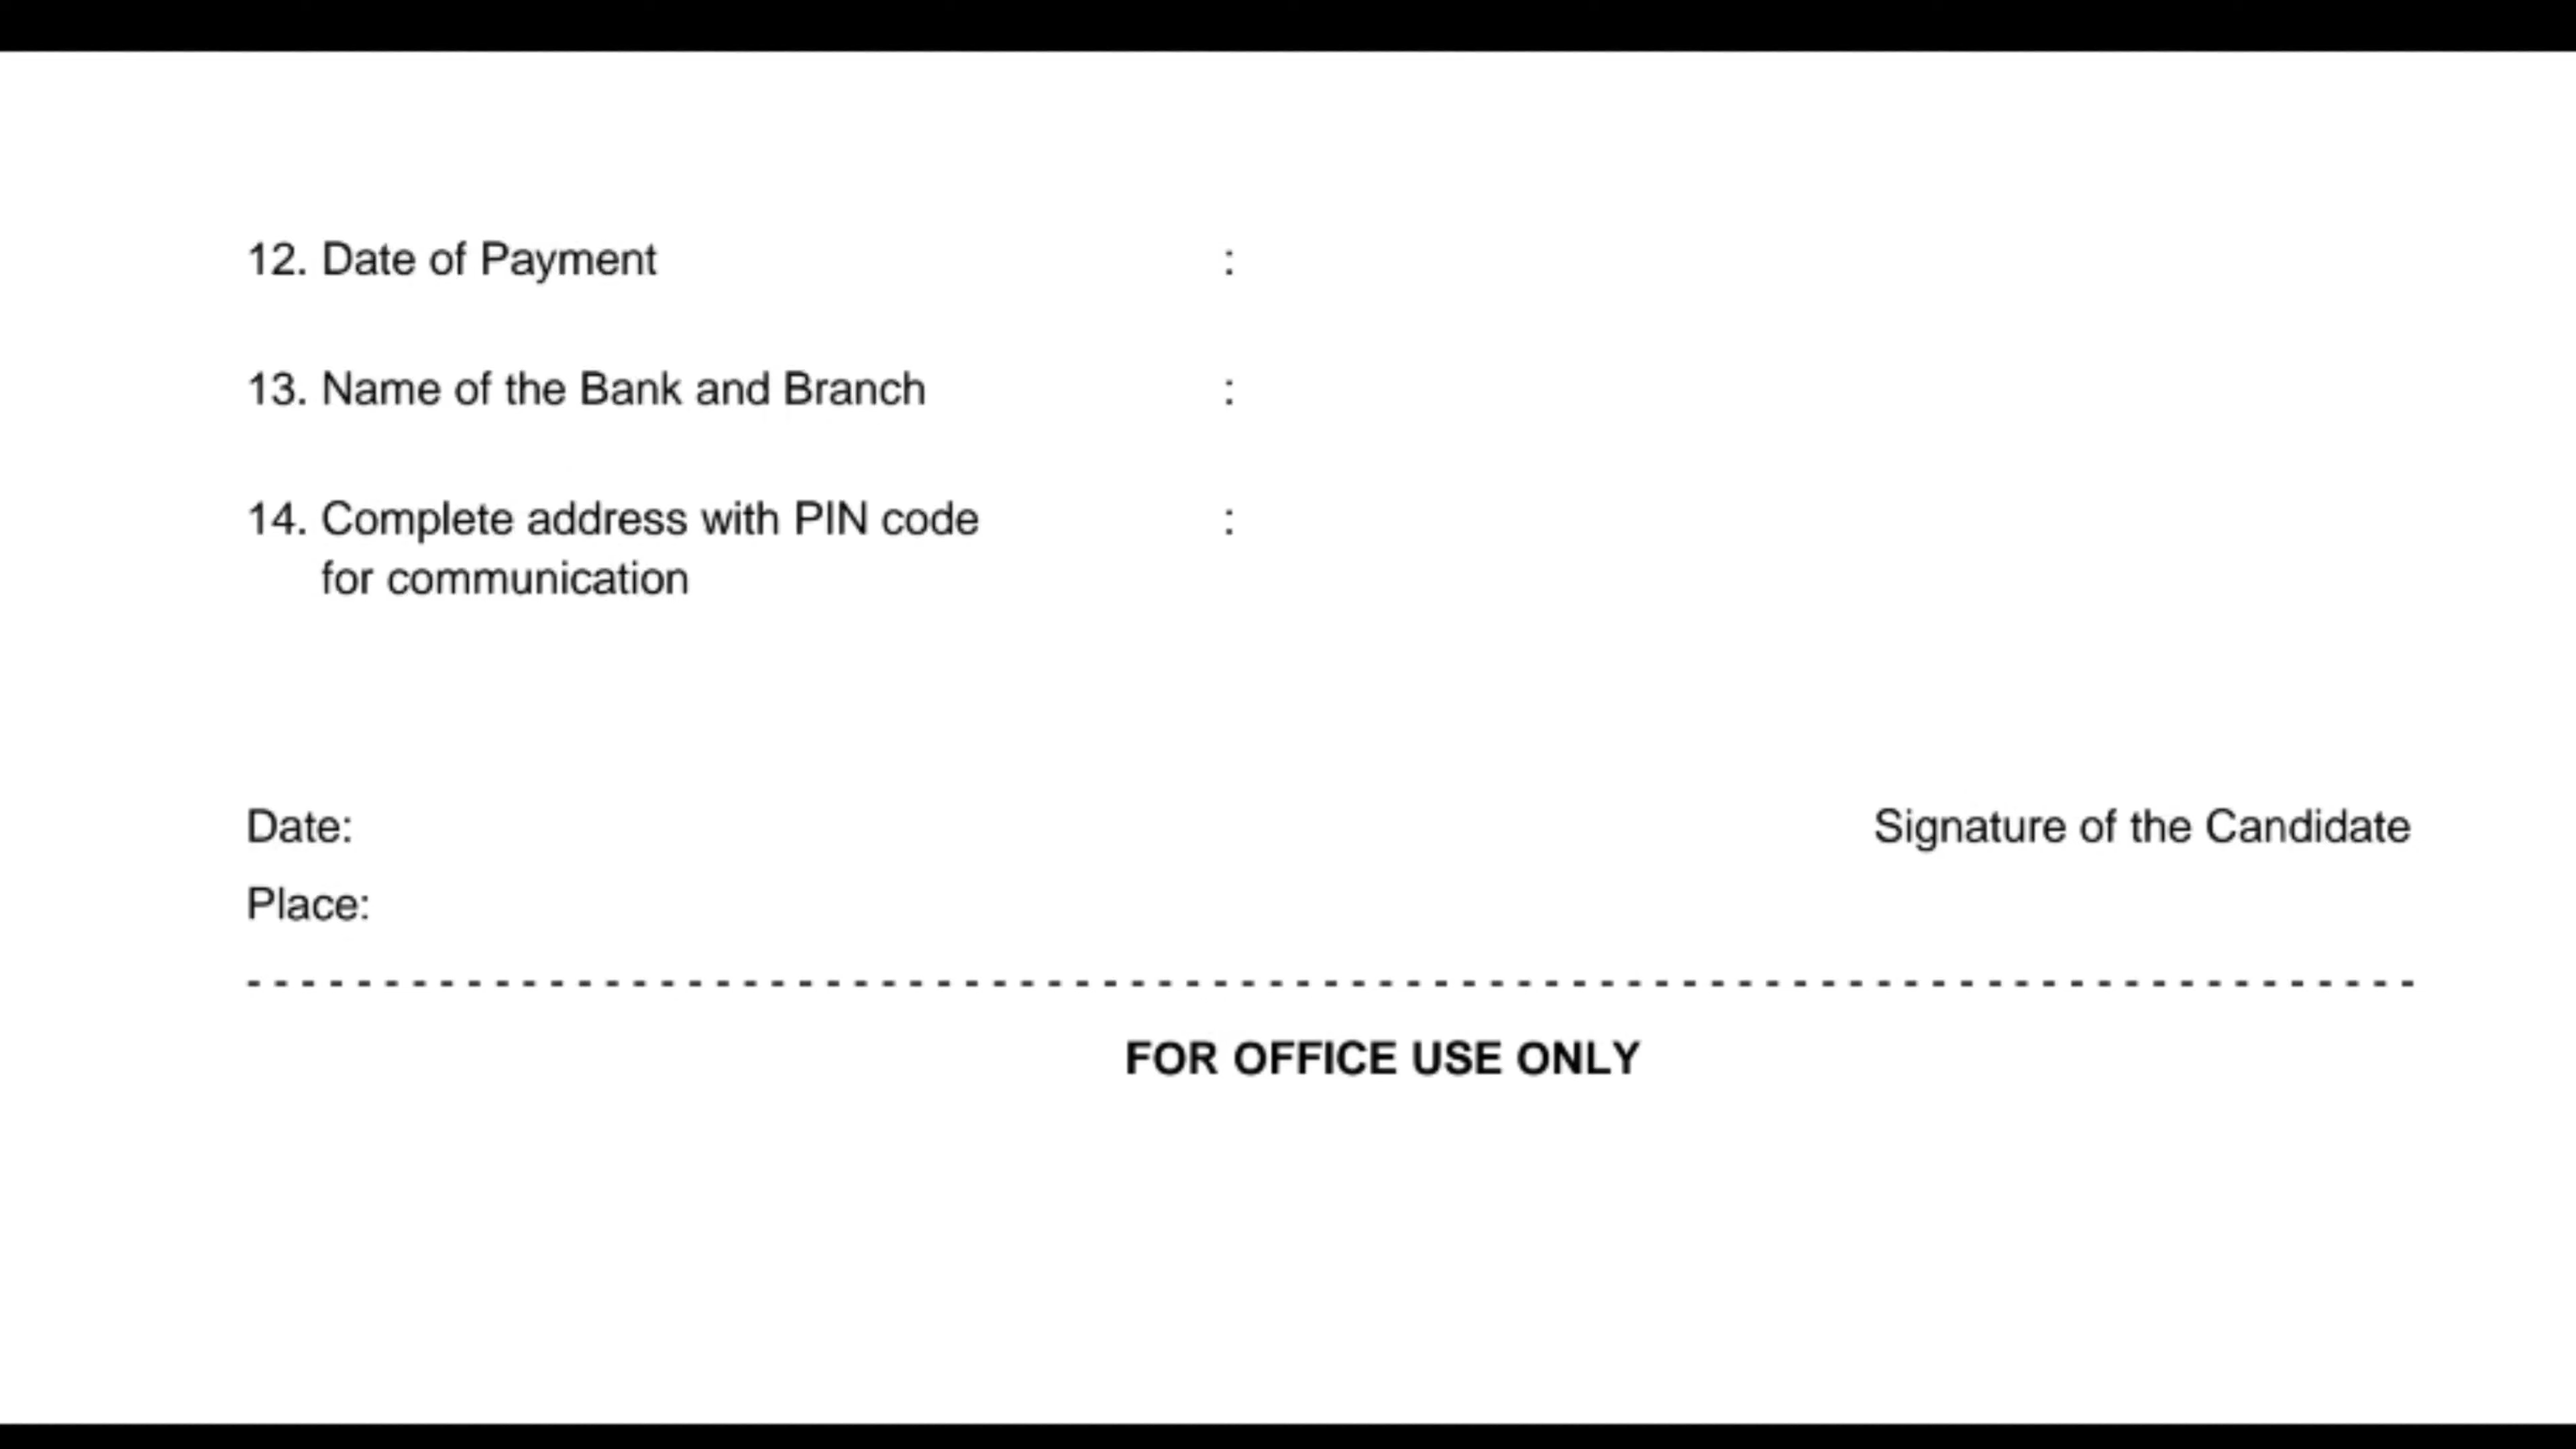 12. Date of Payment :
13. Name of the Bank and Branch :
14. Complete address with PIN code :
for communication
Date: Signature of the Candidate
Place:
- - - - - - - - - - - - - - - - - - - - - - - - - - - - - - - - - - - - - - - - - - - - - - - - - - - - - - - - - - - - - - - - - - - - - - - - - - - - - - -
FOR OFFICE USE ONLY